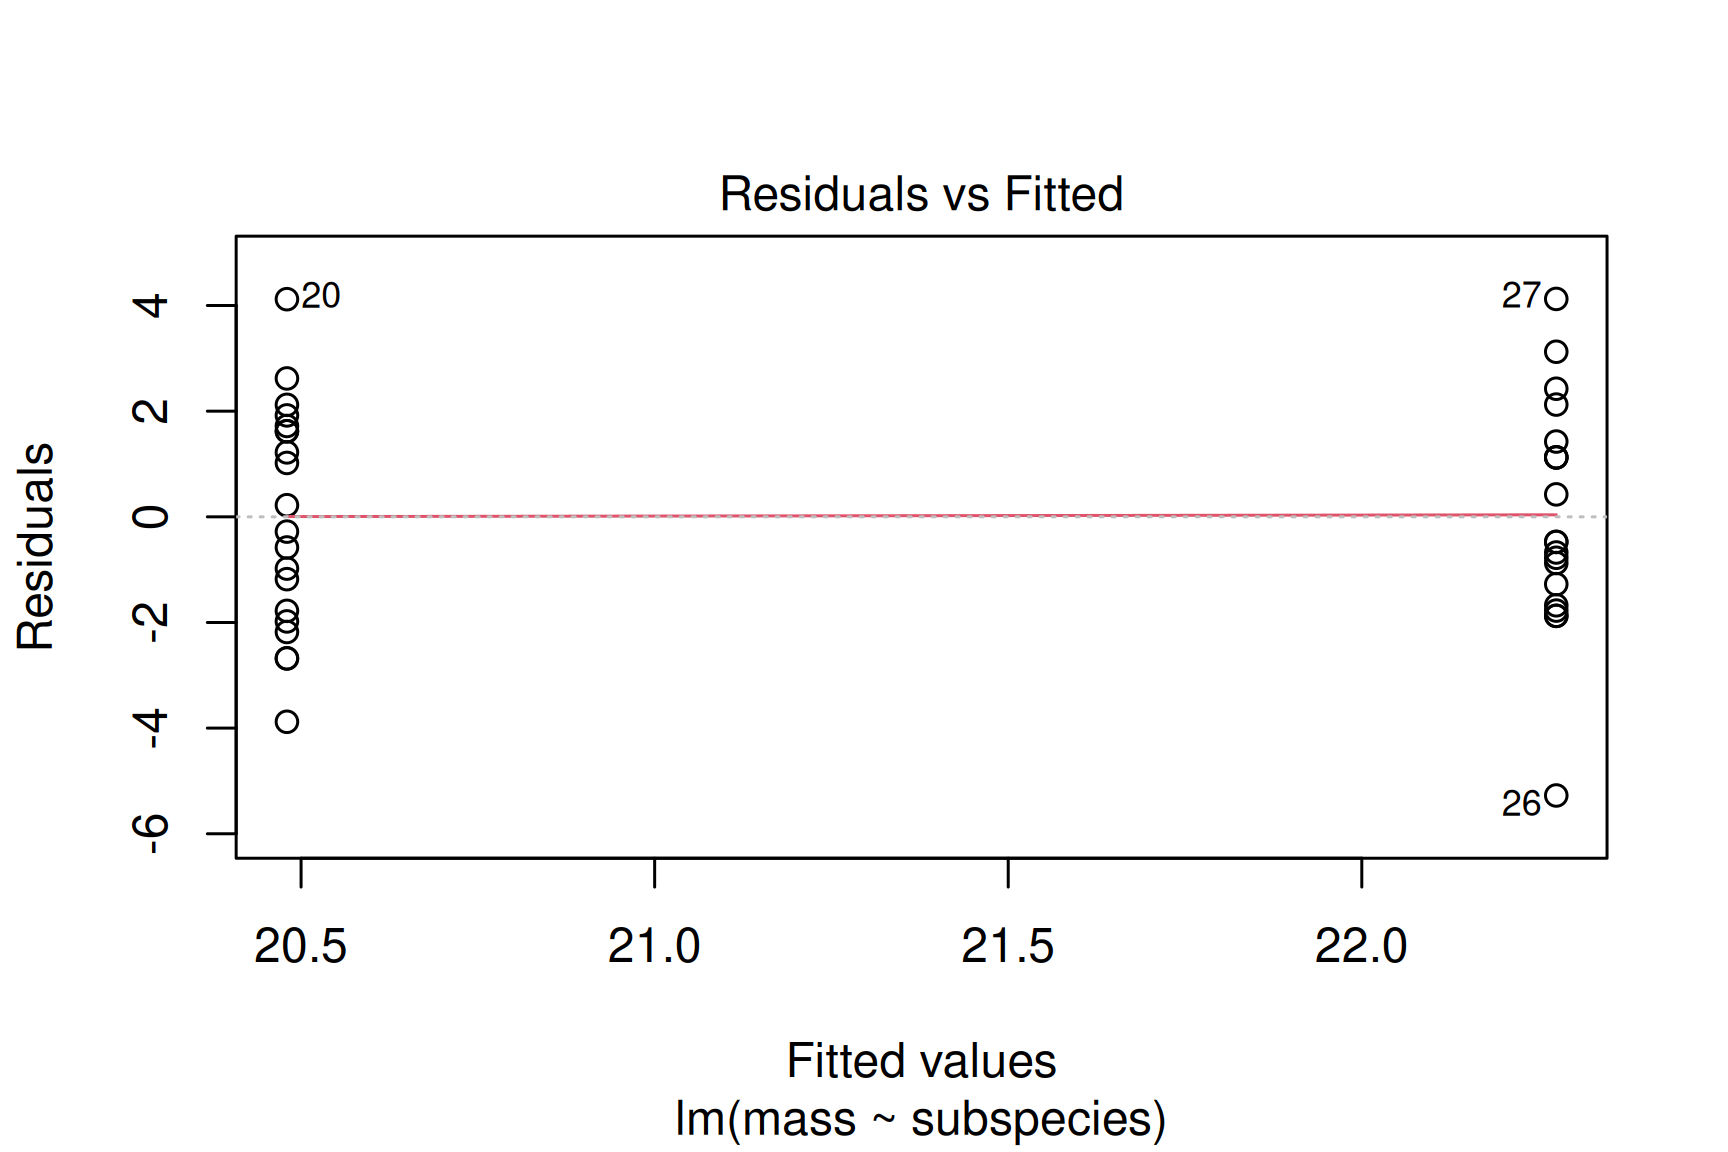 Residuals vs Fitted
Residuals
4
2
0
-2
-4
-6
20
27
26
20.5 21.0 21.5 22.0
Fitted values
lm(mass ~ subspecies)